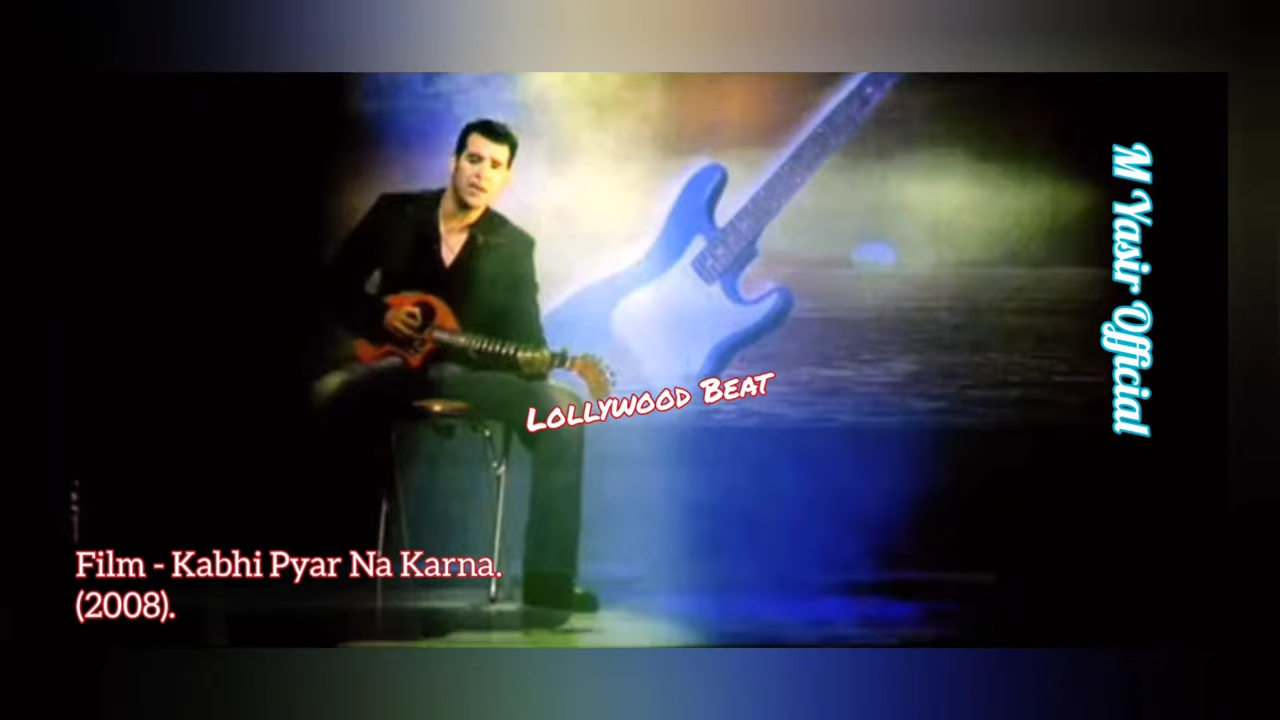 M Yasir Official
LOLLYWOOD BEAT
Film - Kabhi Pyar Na Karna.
(2008).